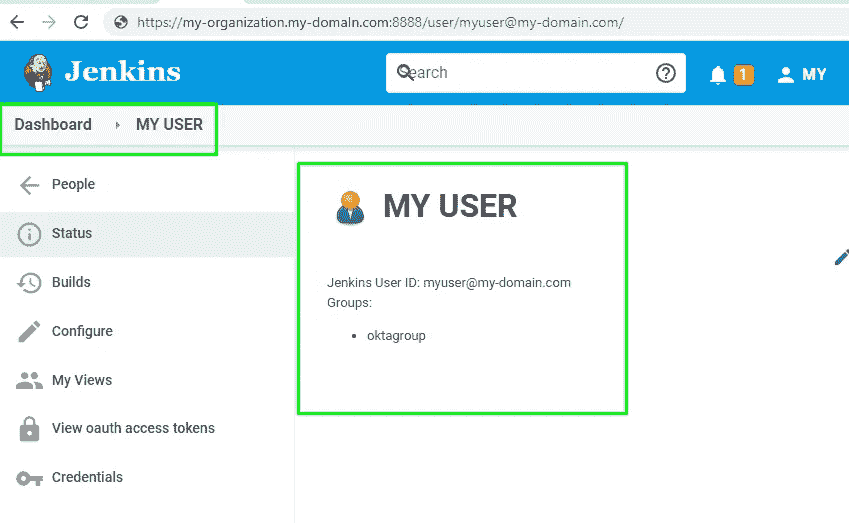 https://my-organization.my-domaln.com:8888/user/myuser@my-domain.com/
Jenkins
Search
1
MY
Dashboard
MY USER
People
Status
Builds
Configure
My Views
View oauth access tokens
Credentials
MY USER
Jenkins User ID: myuser@my-domain.com
Groups:
• oktagroup